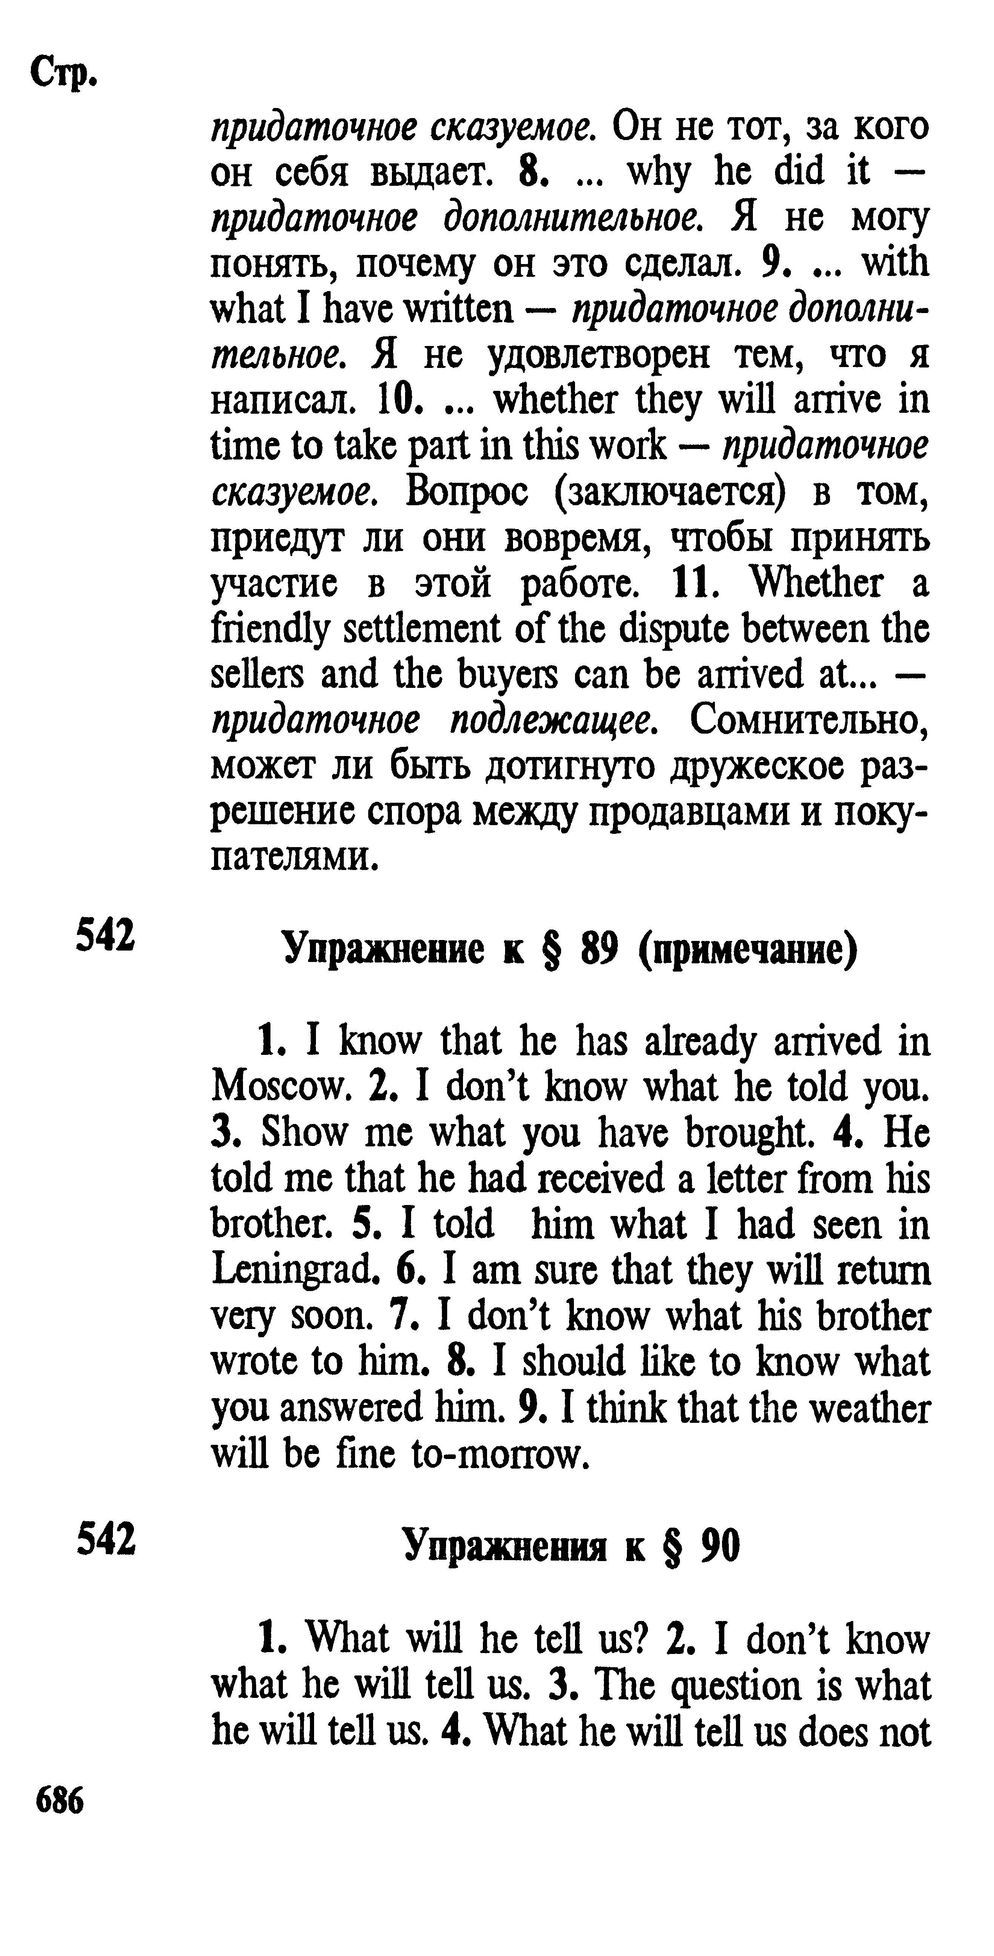 Стр.
придаточное сказуемое. Он не тот, за кого
он себя выдает. 8. ... why he did it —
придаточное дополнительное. Я не могу
понять, почему он это сделал. 9. ... with
what I have written — придаточное дополни-
тельное. Я не удовлетворен тем, что я
написал. 10. ... whether they will arrive in
time to take part in this work — придаточное
сказуемое. Вопрос (заключается) в том,
приедут ли они вовремя, чтобы принять
участие в этой работе. 11. Whether a
friendly settlement of the dispute between the
sellers and the buyers can be arrived at... —
придаточное подлежащее. Сомнительно,
может ли быть дотигнуто дружеское раз-
решение спора между продавцами и поку-
пателями.
542 Упражнение к § 89 (примечание)
1. I know that he has already arrived in
Moscow. 2. I don't know what he told you.
3. Show me what you have brought. 4. He
told me that he had received a letter from his
brother. 5. I told him what I had seen in
Leningrad. 6. I am sure that they will return
very soon. 7. I don't know what his brother
wrote to him. 8. I should like to know what
you answered him. 9. I think that the weather
will be fine to-morrow.
542 Упражнения к § 90
1. What will he tell us? 2. I don't know
what he will tell us. 3. The question is what
he will tell us. 4. What he will tell us does not
686